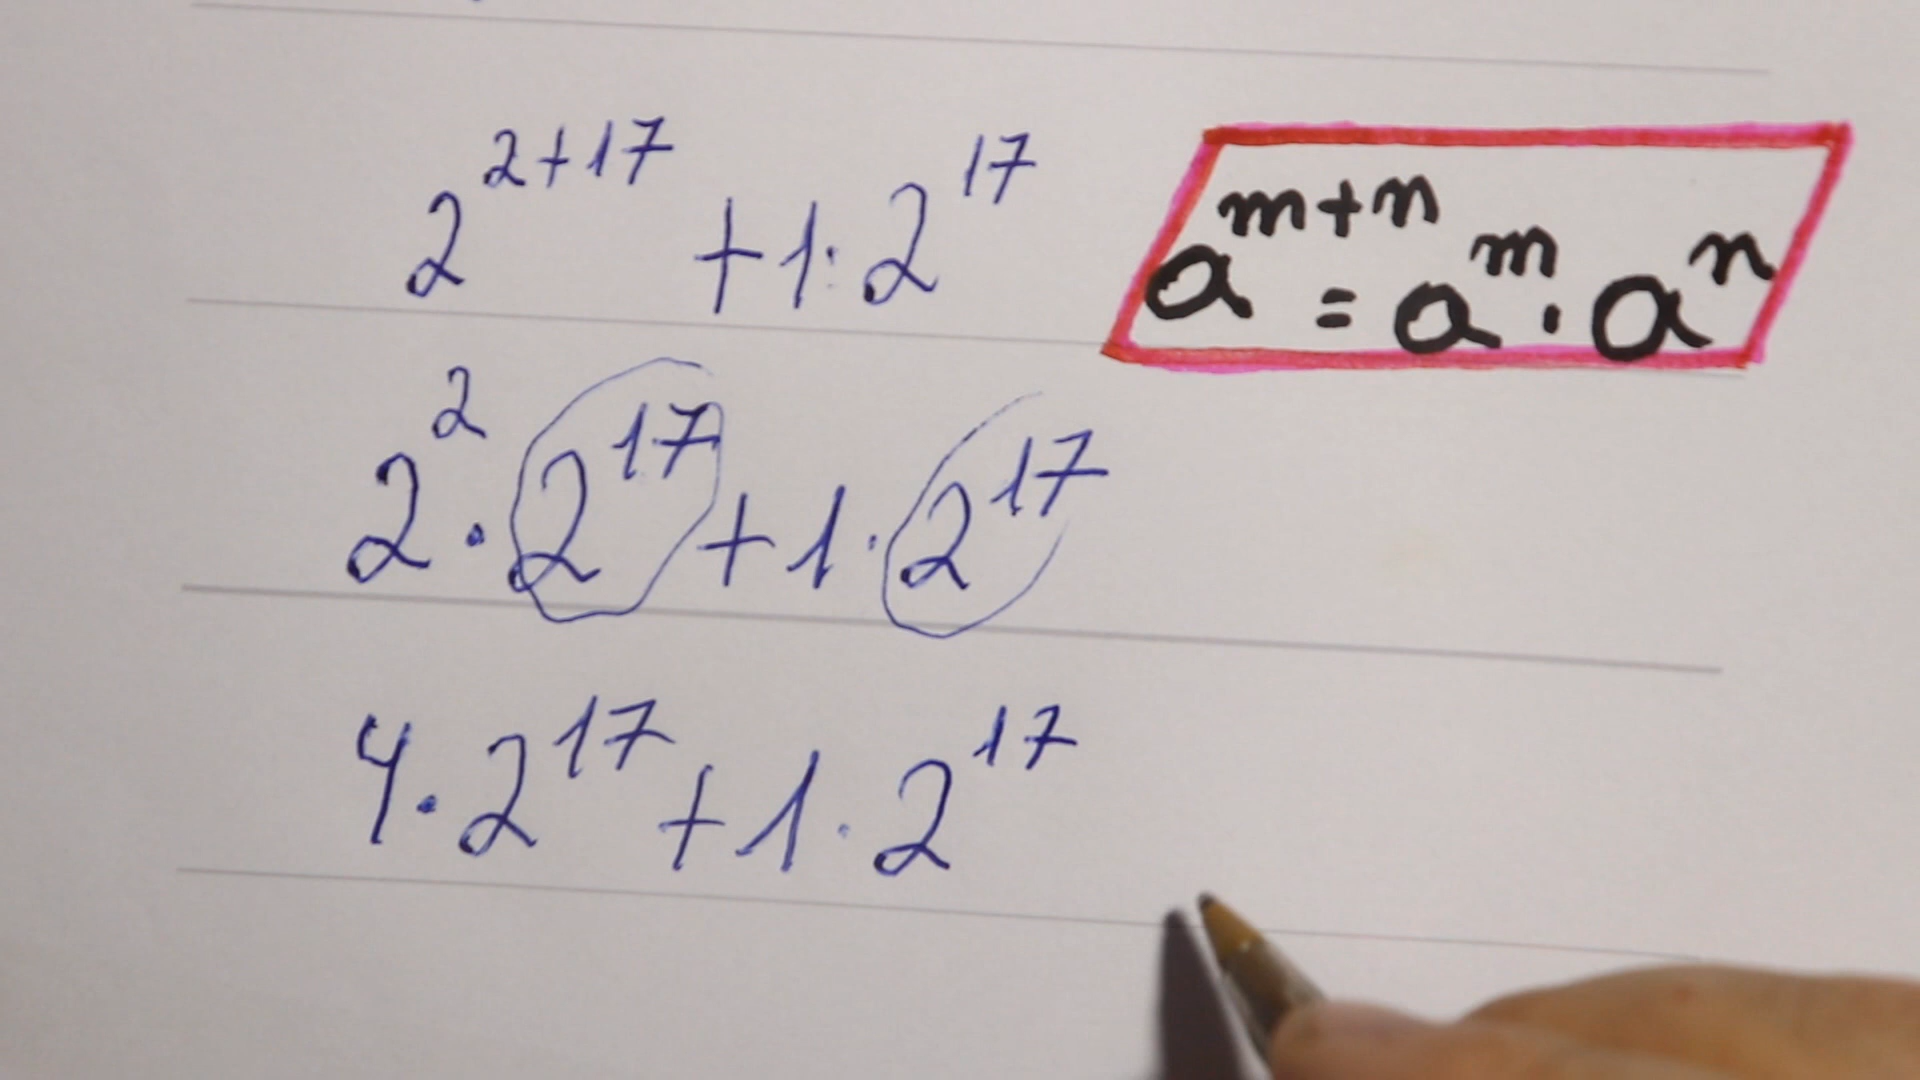 2^{2+17} + 1 · 2^{17}
a^{m+n} = a^m · a^n
2^2 · 2^{17} + 1 · 2^{17}
4 · 2^{17} + 1 · 2^{17}